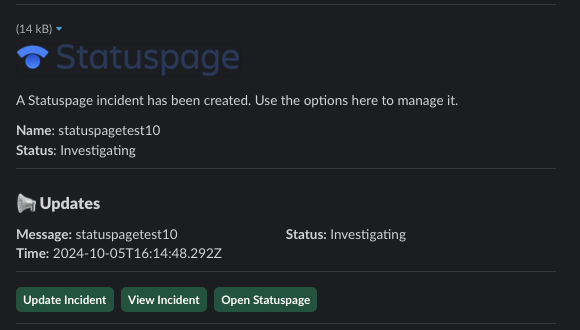 (14 kB)
Statuspage
A Statuspage incident has been created. Use the options here to manage it.
Name: statuspagetest10
Status: Investigating
Updates
Message: statuspagetest10 Status: Investigating
Time: 2024-10-05T16:14:48.292Z
Update Incident View Incident Open Statuspage